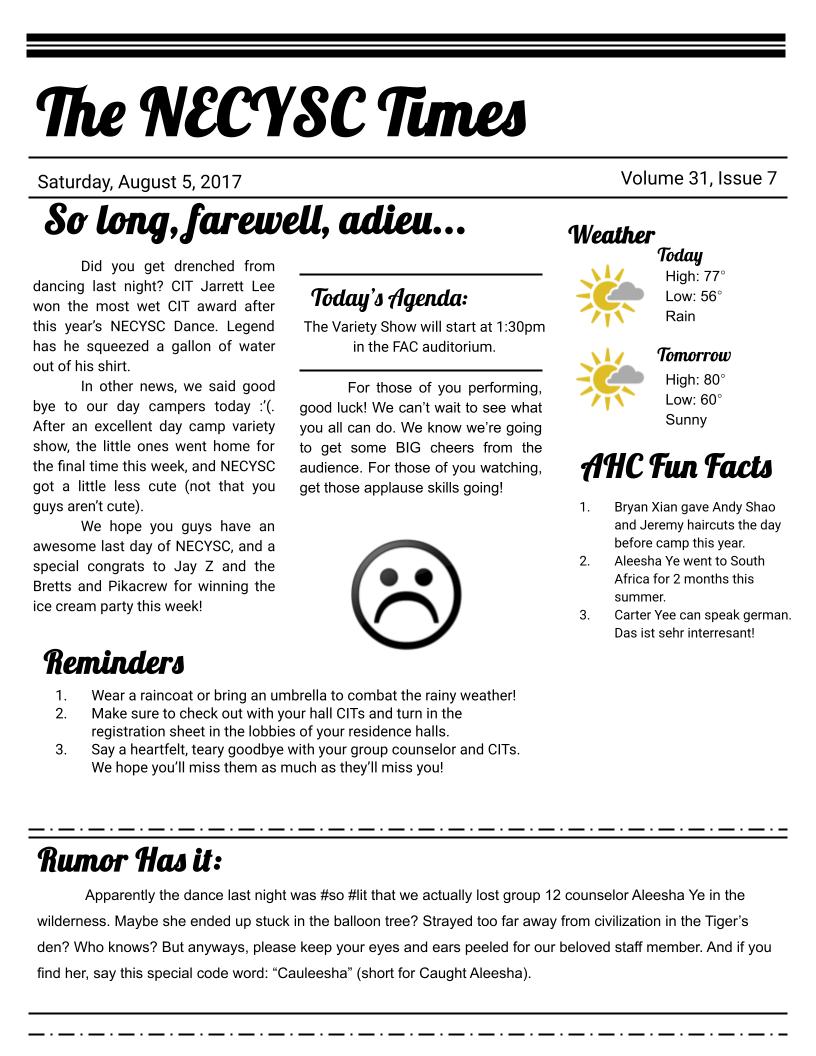 The NECYSC Times
Saturday, August 5, 2017
Volume 31, Issue 7
So long, farewell, adieu...
Did you get drenched from
dancing last night? CIT Jarrett Lee
won the most wet CIT award after
this year's NECYSC Dance. Legend
has he squeezed a gallon of water
out of his shirt.
In other news, we said good
bye to our day campers today :'(.
After an excellent day camp variety
show, the little ones went home for
the final time this week, and NECYSC
got a little less cute (not that you
guys aren't cute).
We hope you guys have an
awesome last day of NECYSC, and a
special congrats to Jay Z and the
Bretts and Pikacrew for winning the
ice cream party this week!
Today's Agenda:
The Variety Show will start at 1:30pm
in the FAC auditorium.
For those of you performing,
good luck! We can't wait to see what
you all can do. We know we're going
to get some BIG cheers from the
audience. For those of you watching,
get those applause skills going!
Weather
Today
High: 77°
Low: 56°
Rain
Tomorrow
High: 80°
Low: 60°
Sunny
AHC Fun Facts
1. Bryan Xian gave Andy Shao
and Jeremy haircuts the day
before camp this year.
2. Aleesha Ye went to South
Africa for 2 months this
summer.
3. Carter Yee can speak german.
Das ist sehr interresant!
Reminders
1. Wear a raincoat or bring an umbrella to combat the rainy weather!
2. Make sure to check out with your hall CITs and turn in the
registration sheet in the lobbies of your residence halls.
3. Say a heartfelt, teary goodbye with your group counselor and CITs.
We hope you'll miss them as much as they'll miss you!
Rumor Has it:
Apparently the dance last night was #so #lit that we actually lost group 12 counselor Aleesha Ye in the
wilderness. Maybe she ended up stuck in the balloon tree? Strayed too far away from civilization in the Tiger's
den? Who knows? But anyways, please keep your eyes and ears peeled for our beloved staff member. And if you
find her, say this special code word: “Cauleesha” (short for Caught Aleesha).